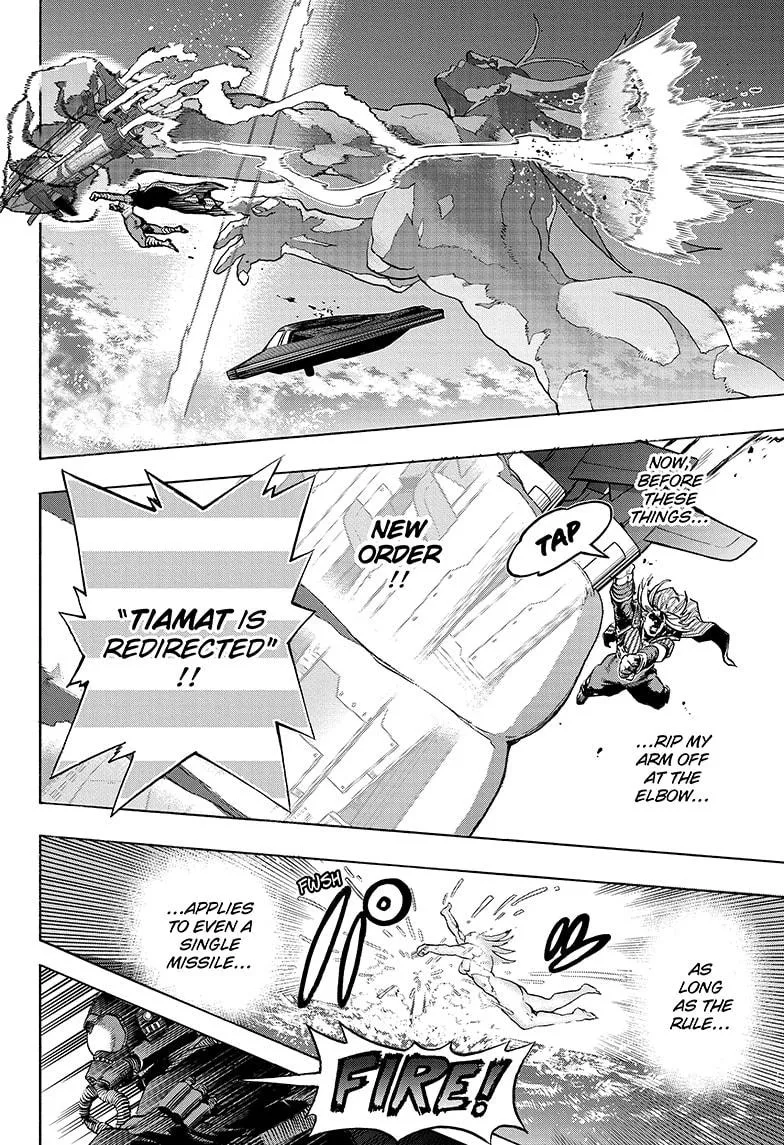 NOW,
BEFORE
THESE
THINGS...
TAP
NEW
ORDER
!!
"TIAMAT IS
REDIRECTED"
!!
...RIP MY
ARM OFF
AT THE
ELBOW...
AS
LONG
AS THE
RULE...
FWSH
...APPLIES
TO EVEN A
SINGLE
MISSILE...
FIRE!